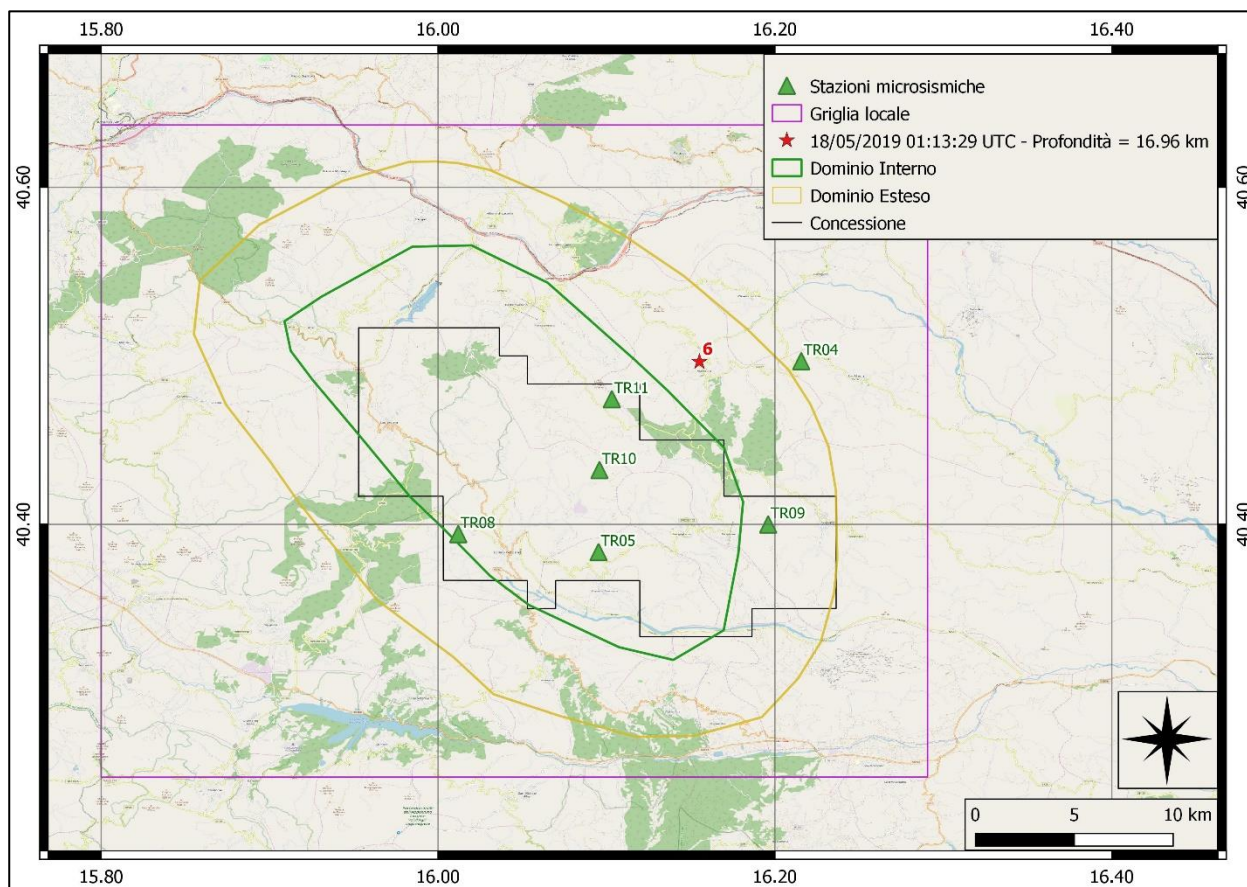 15.80
16.00
16.20
16.40
Stazioni microsismiche
Griglia locale
18/05/2019 01:13:29 UTC - Profondità = 16.96 km
Dominio Interno
Dominio Esteso
Concessione
40.60
40.60
6
TR04
TR11
TR10
40.40
TR08
TR05
TR09
40.40
0
5
10 km
15.80
16.00
16.20
16.40